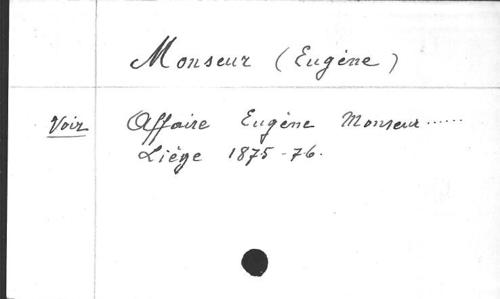 Monseur (Eugène)
Voir Affaire Eugène Monseur......
Liège 1875-76.